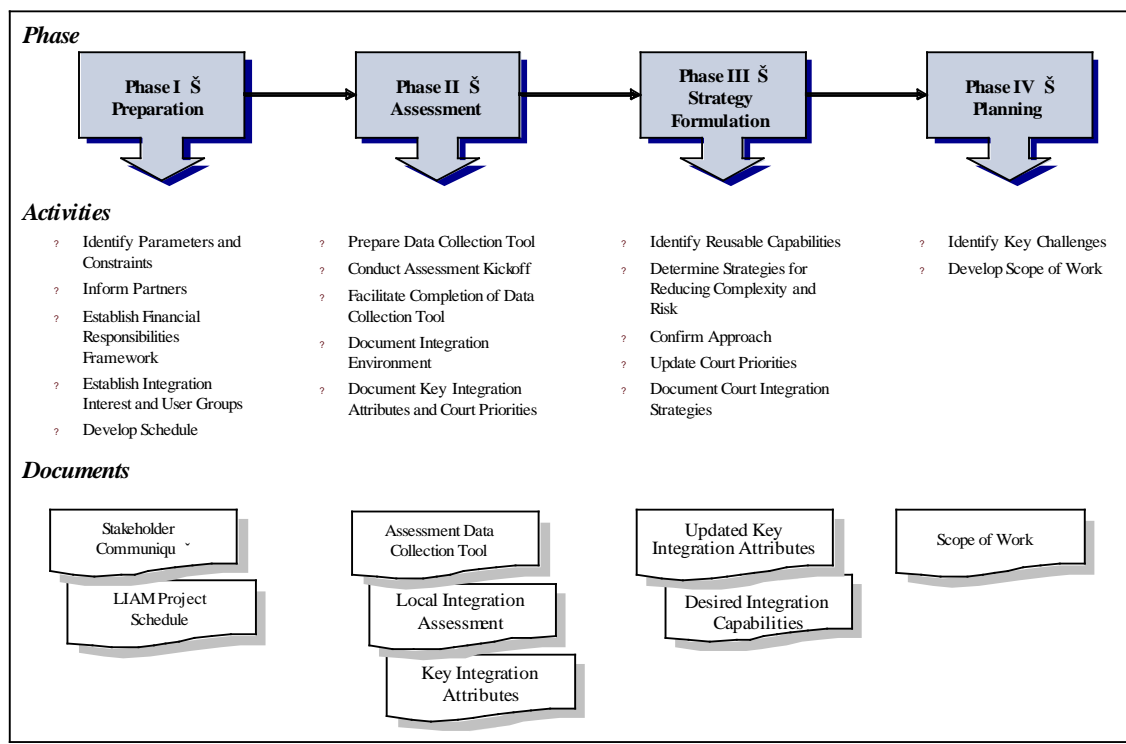 Phase
Phase I Š
Preparation
Phase II Š
Assessment
Phase III Š
Strategy
Formulation
Phase IV Š
Planning
Activities
? Identify Parameters and
Constraints
? Inform Partners
? Establish Financial
Responsibilities
Framework
? Establish Integration
Interest and User Groups
? Develop Schedule
? Prepare Data Collection Tool
? Conduct Assessment Kickoff
? Facilitate Completion of Data
Collection Tool
? Document Integration
Environment
? Document Key Integration
Attributes and Court Priorities
? Identify Reusable Capabilities
? Determine Strategies for
Reducing Complexity and
Risk
? Confirm Approach
? Update Court Priorities
? Document Court Integration
Strategies
? Identify Key Challenges
? Develop Scope of Work
Documents
Stakeholder
Communiqu ˇ
LIAM Project
Schedule
Assessment Data
Collection Tool
Local Integration
Assessment
Key Integration
Attributes
Updated Key
Integration Attributes
Desired Integration
Capabilities
Scope of Work